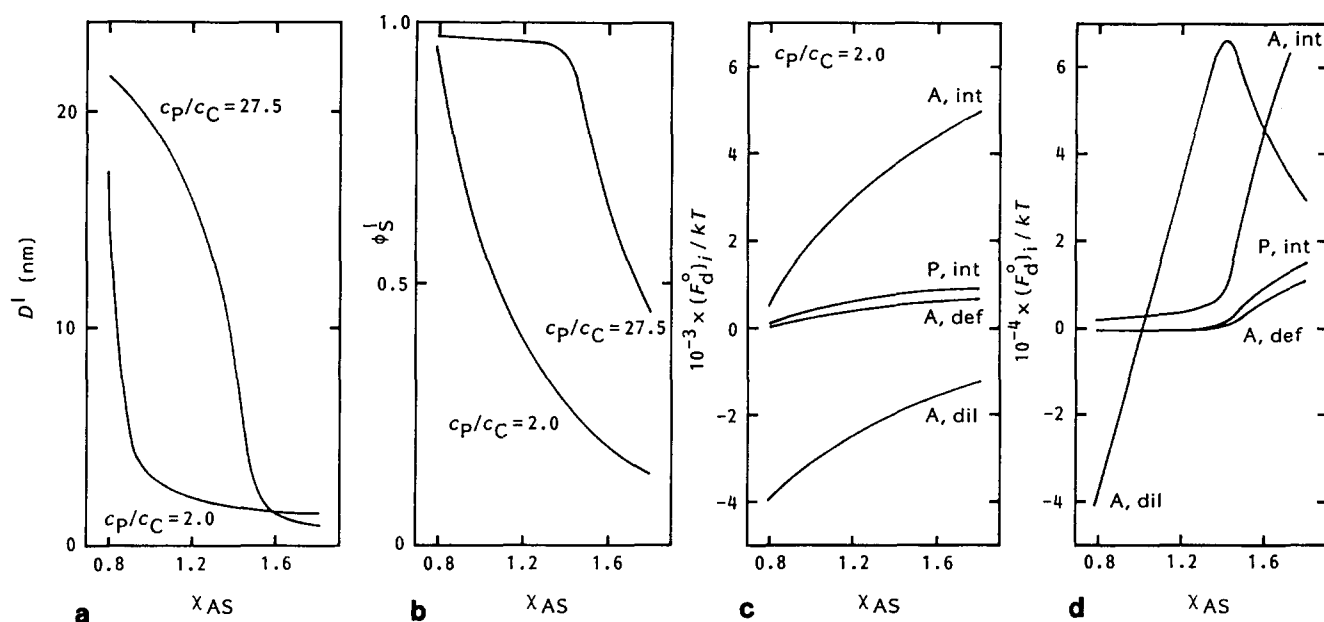 20
10
0
D^I (nm)
c_P/c_C = 27.5
c_P/c_C = 2.0
0.8 1.2 1.6
χ_AS
a
1.0
0.5
0
ϕ_S^I
c_P/c_C = 27.5
c_P/c_C = 2.0
0.8 1.2 1.6
χ_AS
b
6
4
2
0
-2
-4
10^-3 × (F_d^o)_i / kT
c_P/c_C = 2.0
A, int
P, int
A, def
A, dil
0.8 1.2 1.6
χ_AS
c
6
4
2
0
-2
-4
10^-4 × (F_d^o)_i / kT
A, int
P, int
A, def
A, dil
0.8 1.2 1.6
χ_AS
d